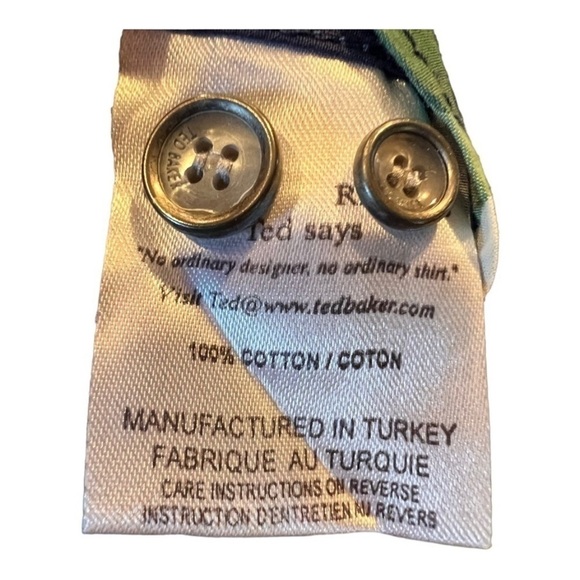 TED BAKER
R
Ted says
"No ordinary designer, no ordinary shirt."
Visit Ted@www.tedbaker.com
100% COTTON / COTON
MANUFACTURED IN TURKEY
FABRIQUE AU TURQUIE
CARE INSTRUCTIONS ON REVERSE
INSTRUCTION D'ENTRETIEN AU REVERS